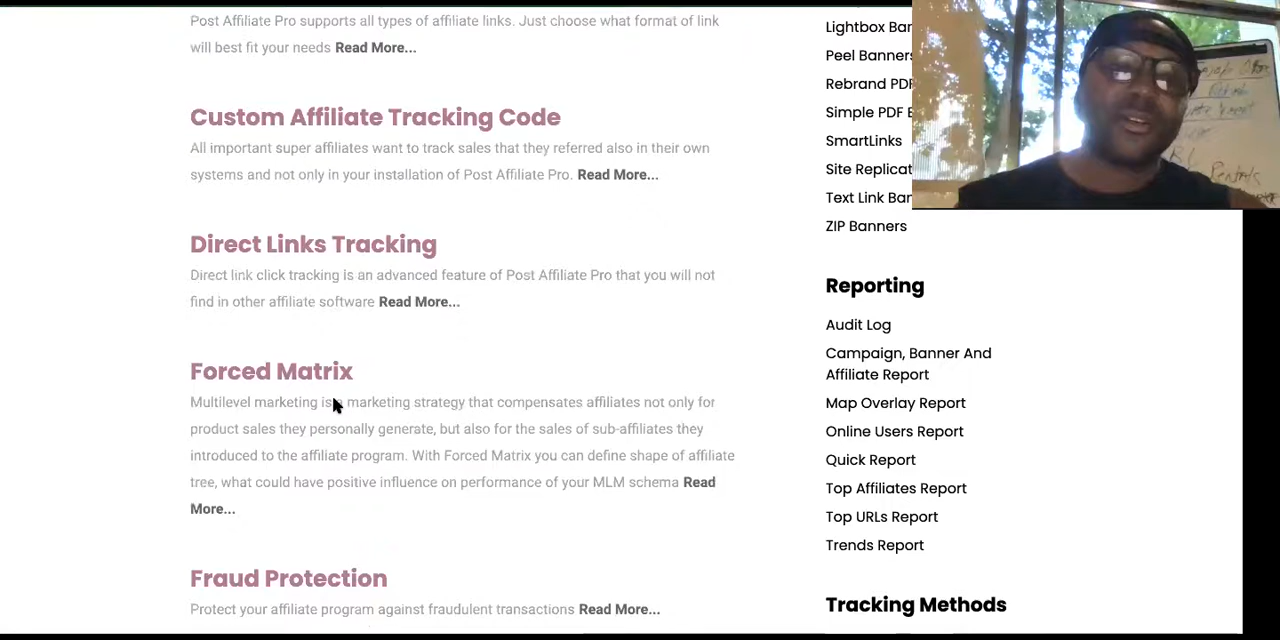 Post Affiliate Pro supports all types of affiliate links. Just choose what format of link
will best fit your needs Read More...
Custom Affiliate Tracking Code
All important super affiliates want to track sales that they referred also in their own
systems and not only in your installation of Post Affiliate Pro. Read More...
Direct Links Tracking
Direct link click tracking is an advanced feature of Post Affiliate Pro that you will not
find in other affiliate software Read More...
Forced Matrix
Multilevel marketing is a marketing strategy that compensates affiliates not only for
product sales they personally generate, but also for the sales of sub-affiliates they
introduced to the affiliate program. With Forced Matrix you can define shape of affiliate
tree, what could have positive influence on performance of your MLM schema Read
More...
Fraud Protection
Protect your affiliate program against fraudulent transactions Read More...
Lightbox Ban
Peel Banners
Rebrand PDF
Simple PDF B
SmartLinks
Site Replicat
Text Link Ban
ZIP Banners
Reporting
Audit Log
Campaign, Banner And
Affiliate Report
Map Overlay Report
Online Users Report
Quick Report
Top Affiliates Report
Top URLs Report
Trends Report
Tracking Methods
Rentals